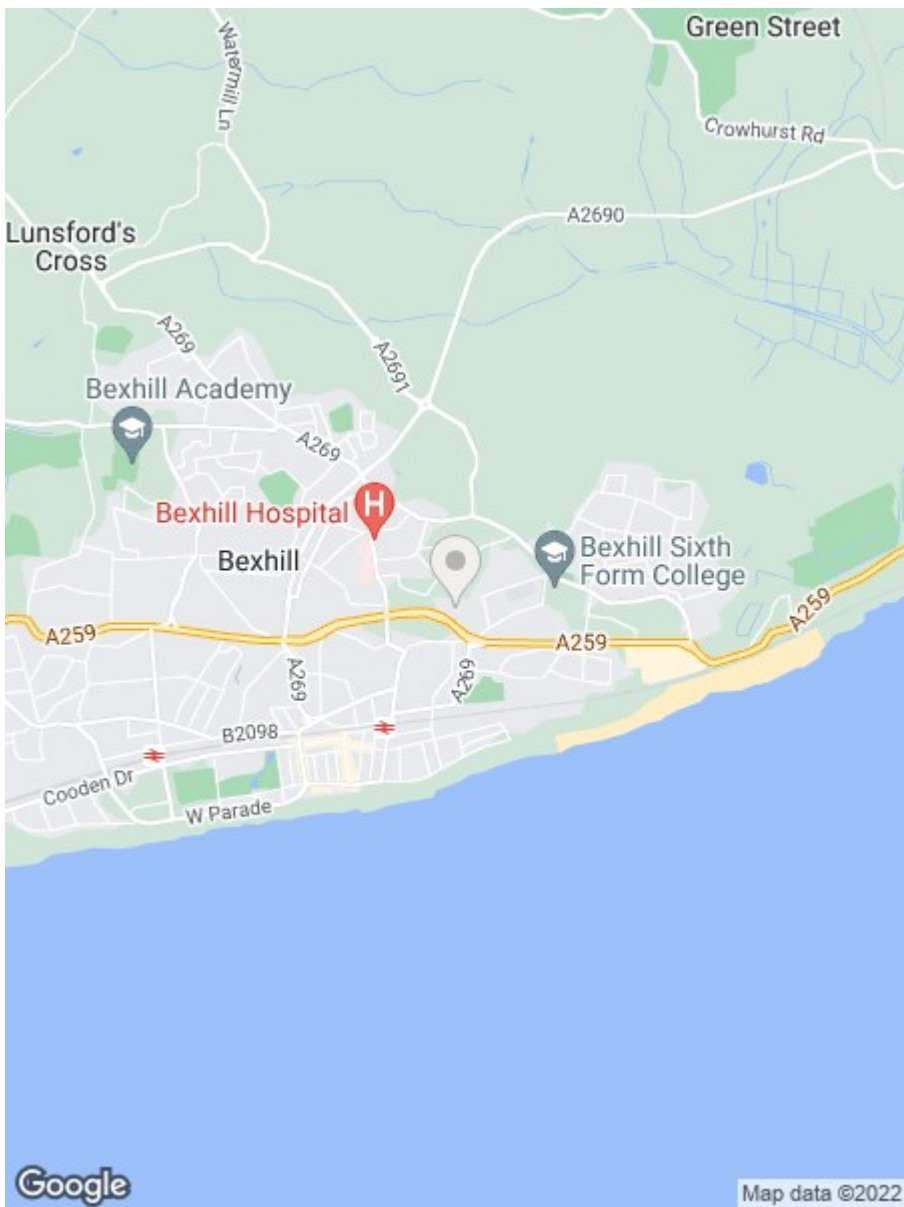 Green Street
Watermill Ln
Crowhurst Rd
A2690
Lunsford's
Cross
A269
A2691
Bexhill Academy
A269
H
Bexhill Hospital
Bexhill
Bexhill Sixth
Form College
A259
A259
A259
A269
A269
B2098
Cooden Dr
W Parade
Google
Map data ©2022